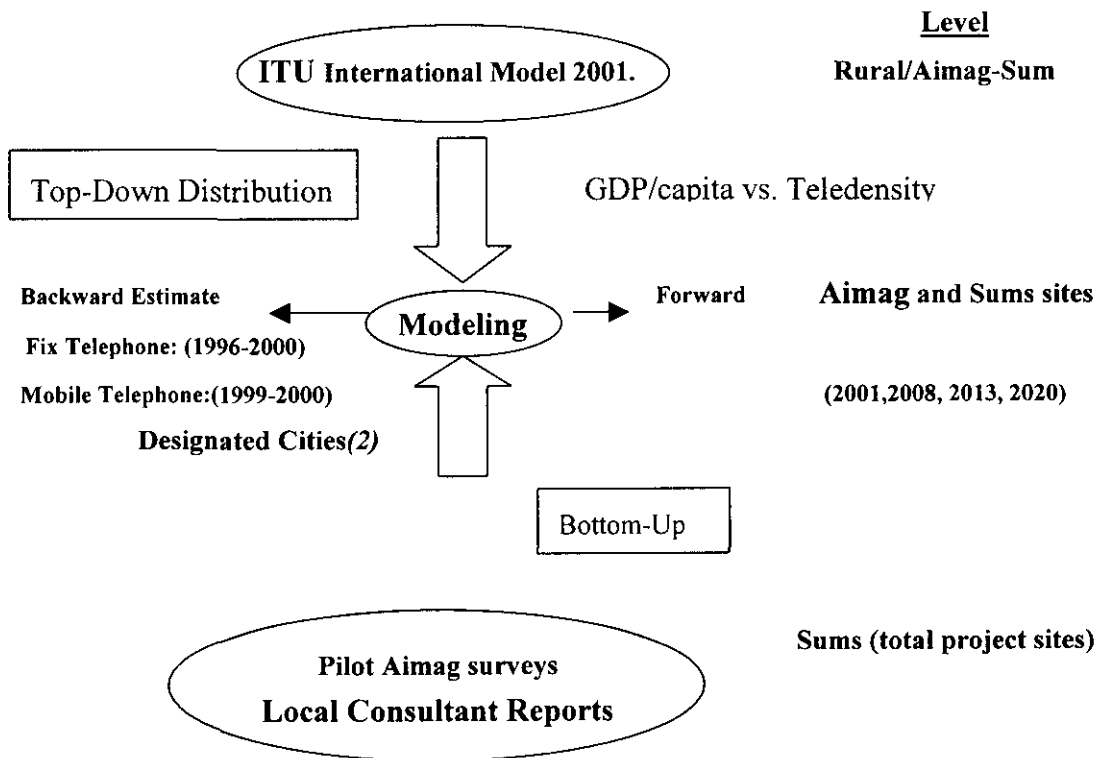 Level
ITU International Model 2001.
Rural/Aimag-Sum
Top-Down Distribution
GDP/capita vs. Teledensity
Backward Estimate
Modeling
Forward
Aimag and Sums sites
Fix Telephone: (1996-2000)
Mobile Telephone:(1999-2000)
(2001,2008, 2013, 2020)
Designated Cities(2)
Bottom-Up
Sums (total project sites)
Pilot Aimag surveys
Local Consultant Reports